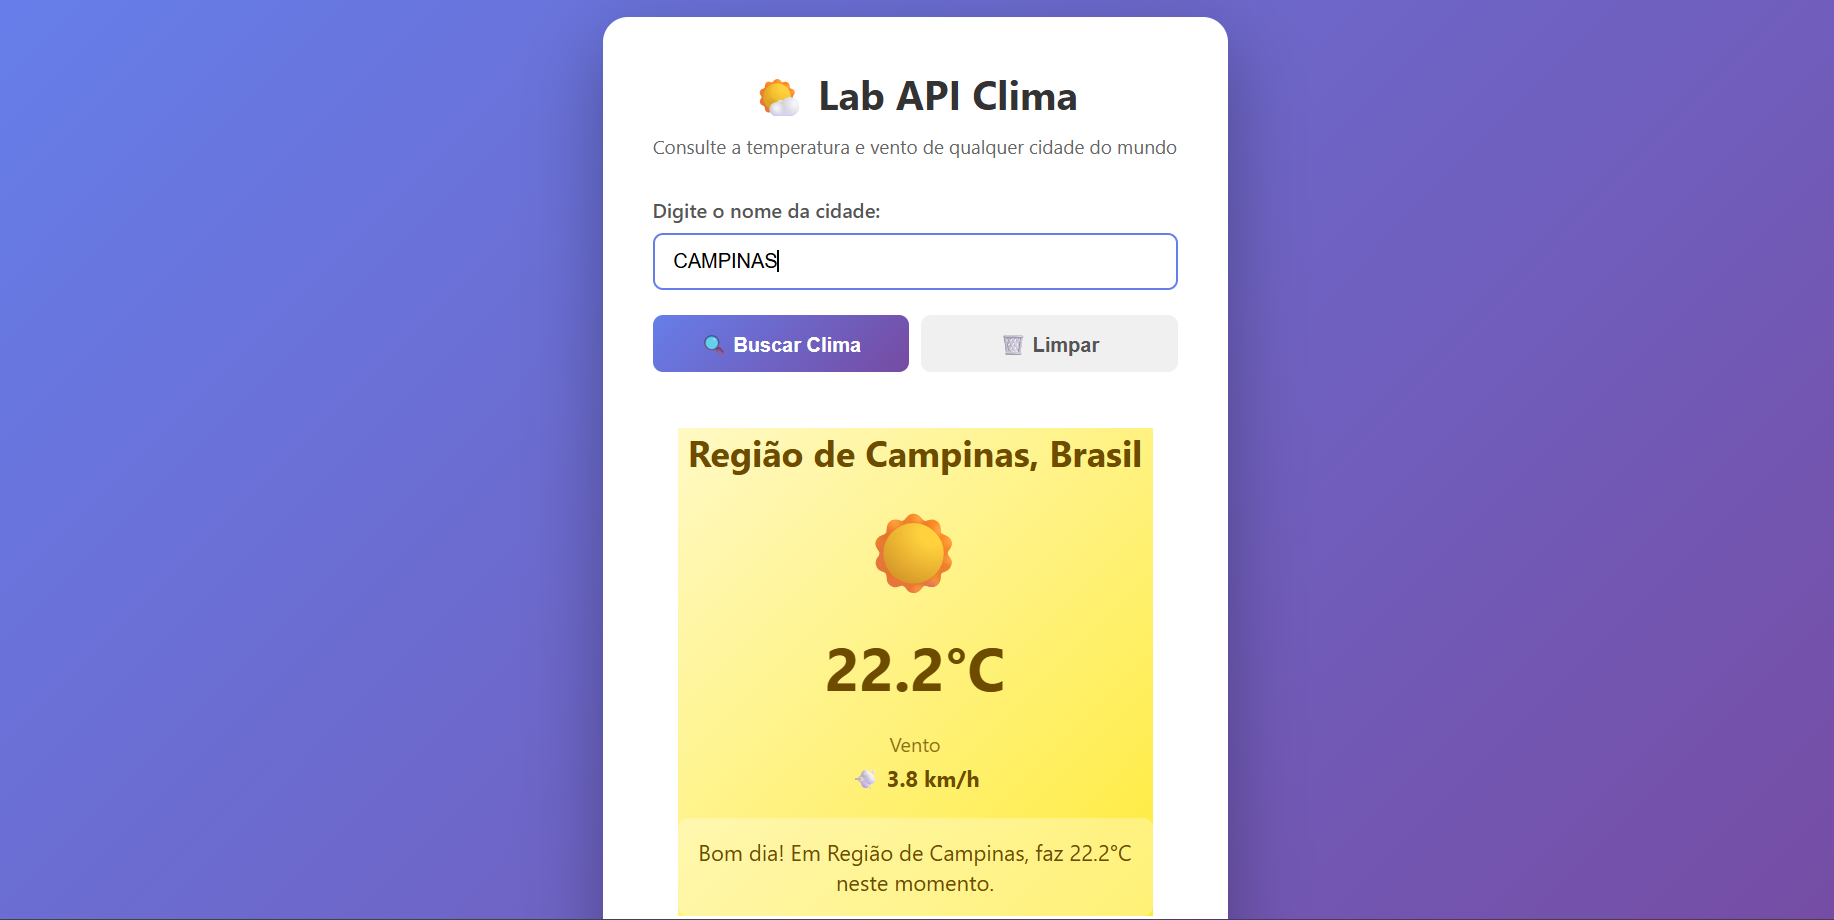 Lab API Clima
Consulte a temperatura e vento de qualquer cidade do mundo
Digite o nome da cidade:
CAMPINAS
Buscar Clima
Limpar
Região de Campinas, Brasil
22.2°C
Vento
3.8 km/h
Bom dia! Em Região de Campinas, faz 22.2°C
neste momento.